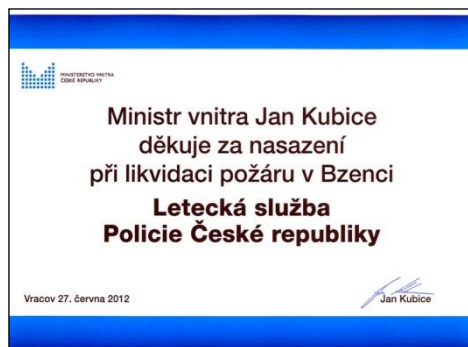 MINISTERSTVO VNITRA
ČESKÉ REPUBLIKY
Ministr vnitra Jan Kubice
děkuje za nasazení
při likvidaci požáru v Bzenci
Letecká služba
Policie České republiky
Vracov 27. června 2012
Jan Kubice